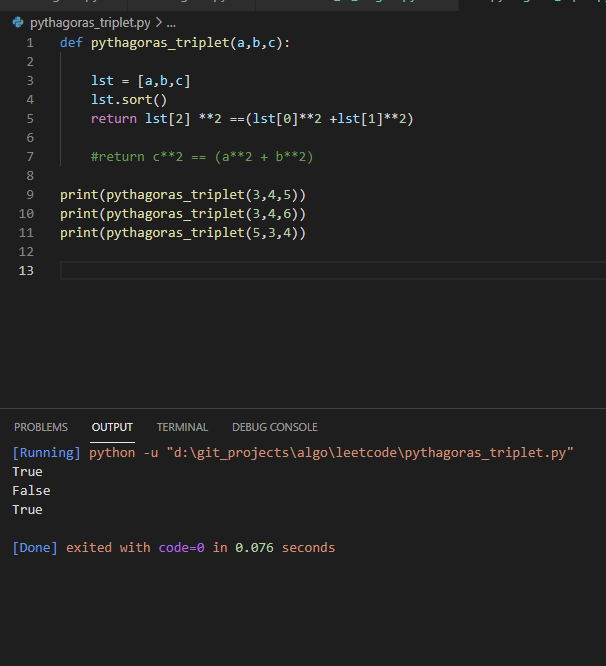 pythagoras_triplet.py > ...
1 def pythagoras_triplet(a,b,c):
2
3 lst = [a,b,c]
4 lst.sort()
5 return lst[2] **2 ==(lst[0]**2 +lst[1]**2)
6
7 #return c**2 == (a**2 + b**2)
8
9 print(pythagoras_triplet(3,4,5))
10 print(pythagoras_triplet(3,4,6))
11 print(pythagoras_triplet(5,3,4))
12
13
PROBLEMS OUTPUT TERMINAL DEBUG CONSOLE
[Running] python -u "d:\git_projects\algo\leetcode\pythagoras_triplet.py"
True
False
True
[Done] exited with code=0 in 0.076 seconds